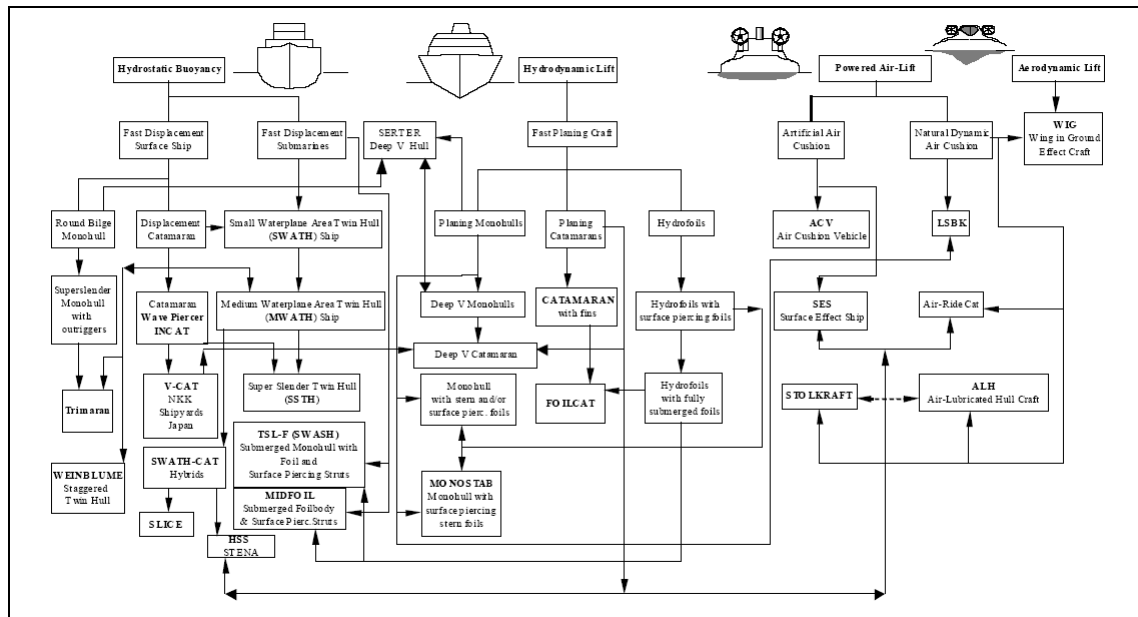 Hydrostatic Buoyancy
Hydrodynamic Lift
Powered Air-Lift
Aerodynamic Lift
Fast Displacement
Surface Ship
Fast Displacement
Submarines
SERTER
Deep V Hull
Fast Planing Craft
Artificial Air
Cushion
Natural Dynamic
Air Cushion
WIG
Wing in Ground
Effect Craft
Round Bilge
Monohull
Displacement
Catamaran
Small Waterplane Area Twin Hull
(SWATH) Ship
Planing Monohulls
Planing
Catamarans
Hydrofoils
ACV
Air Cushion Vehicle
LSBK
Superslender
Monohull
with
outriggers
Catamaran
Wave Piercer
INCAT
Medium Waterplane Area Twin Hull
(MWATH) Ship
Deep V Monohulls
CATAMARAN
with fins
Hydrofoils with
surface piercing foils
SES
Surface Effect Ship
Air-Ride Cat
Deep V Catamaran
Trimaran
V-CAT
NKK
Shipyards
Japan
Super Slender Twin Hull
(SSTH)
Monohull
with stern and/or
surface pierc. foils
FOILCAT
Hydrofoils
with fully
submerged foils
STOLKRAFT
ALH
Air-Lubricated Hull Craft
WEINBLUME
Staggered
Twin Hull
SWATH-CAT
Hybrids
TSL-F (SWASH)
Submerged Monohull with
Foil and
Surface Piercing Struts
MONOSTAB
Monohull with
surface piercing
stern foils
SLICE
MIDFOIL
Submerged Foilbody
& Surface Pierc. Struts
HSS
STENA